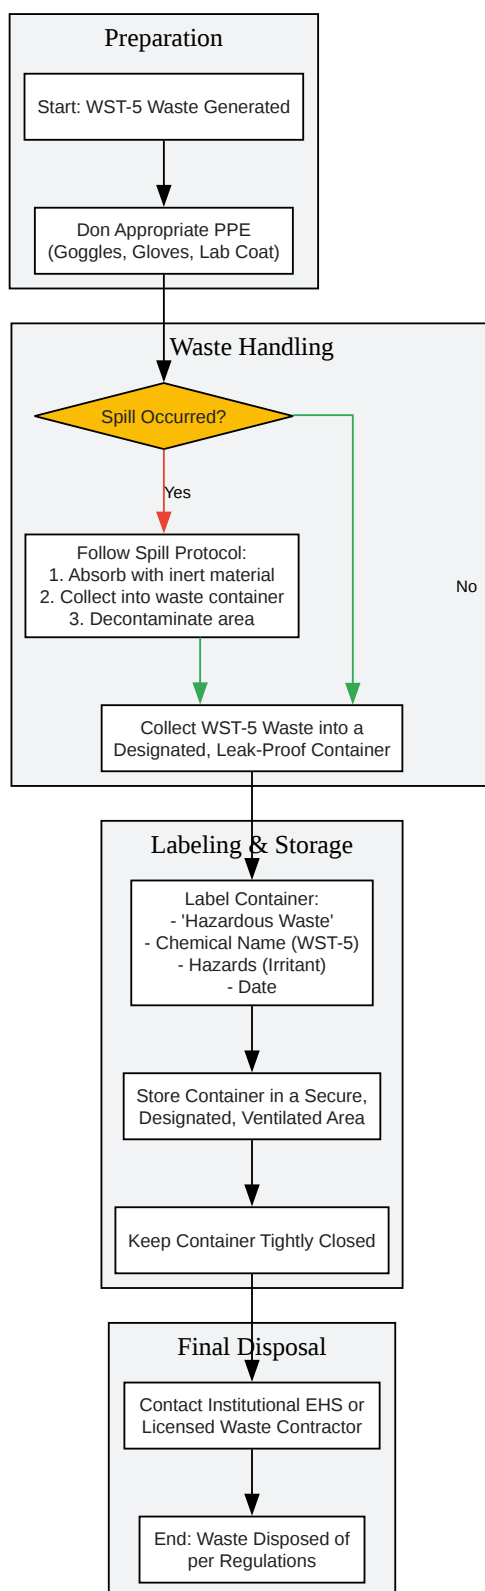 Preparation
Start: WST-5 Waste Generated
Don Appropriate PPE
(Goggles, Gloves, Lab Coat)
Waste Handling
Spill Occurred?
Yes
Follow Spill Protocol:
1. Absorb with inert material
2. Collect into waste container
3. Decontaminate area
No
Collect WST-5 Waste into a
Designated, Leak-Proof Container
Labeling & Storage
Label Container:
- 'Hazardous Waste'
- Chemical Name (WST-5)
- Hazards (Irritant)
- Date
Store Container in a Secure,
Designated, Ventilated Area
Keep Container Tightly Closed
Final Disposal
Contact Institutional EHS or
Licensed Waste Contractor
End: Waste Disposed of
per Regulations